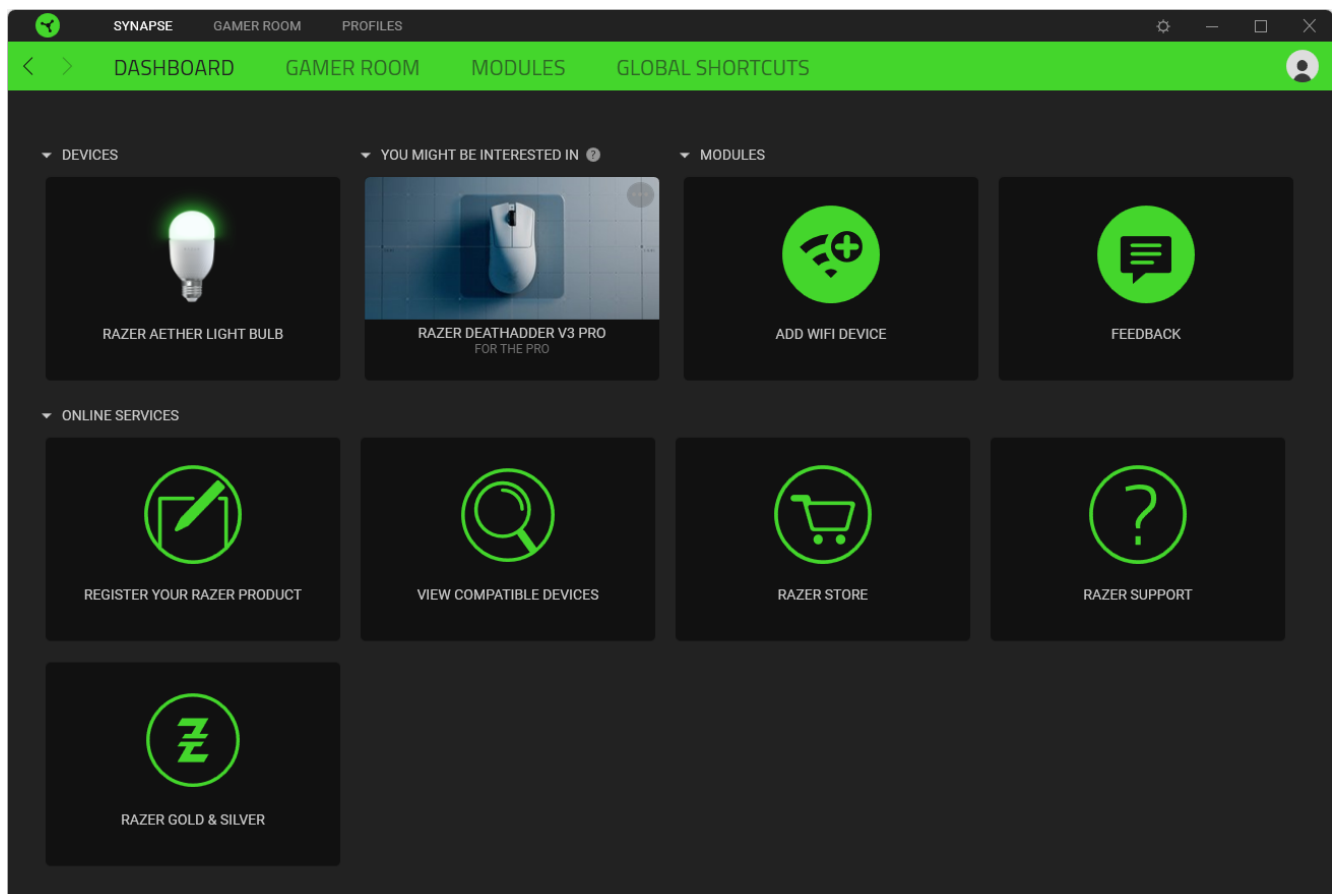 SYNAPSE GAMER ROOM PROFILES
DASHBOARD GAMER ROOM MODULES GLOBAL SHORTCUTS
DEVICES
RAZER AETHER LIGHT BULB
YOU MIGHT BE INTERESTED IN ?
RAZER DEATHADDER V3 PRO
FOR THE PRO
MODULES
ADD WIFI DEVICE
FEEDBACK
ONLINE SERVICES
REGISTER YOUR RAZER PRODUCT
VIEW COMPATIBLE DEVICES
RAZER STORE
?
RAZER SUPPORT
RAZER GOLD & SILVER